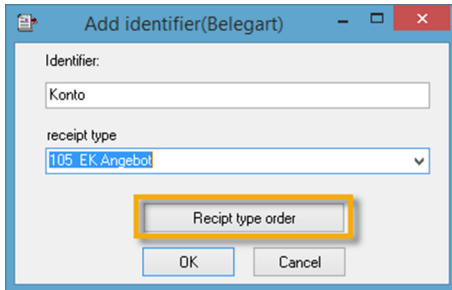 Add identifier(Belegart)
Identifier:
Konto
receipt type
105 EK Angebot
Recipt type order
OK Cancel